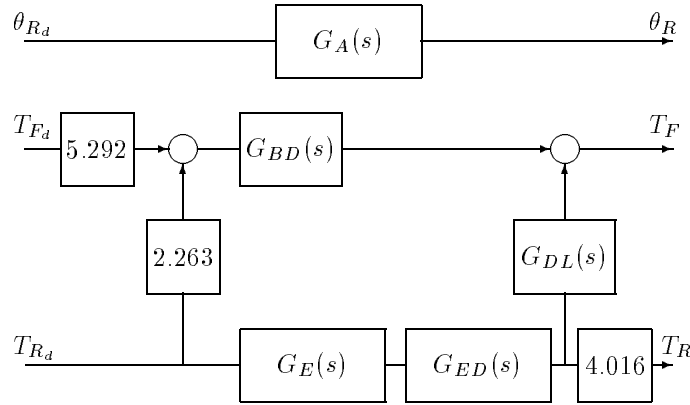 θ_{R_d} G_A(s) θ_R
T_{F_d} 5.292 G_{BD}(s) T_F
2.263 G_{DL}(s)
T_{R_d} G_E(s) G_{ED}(s) 4.016 T_R